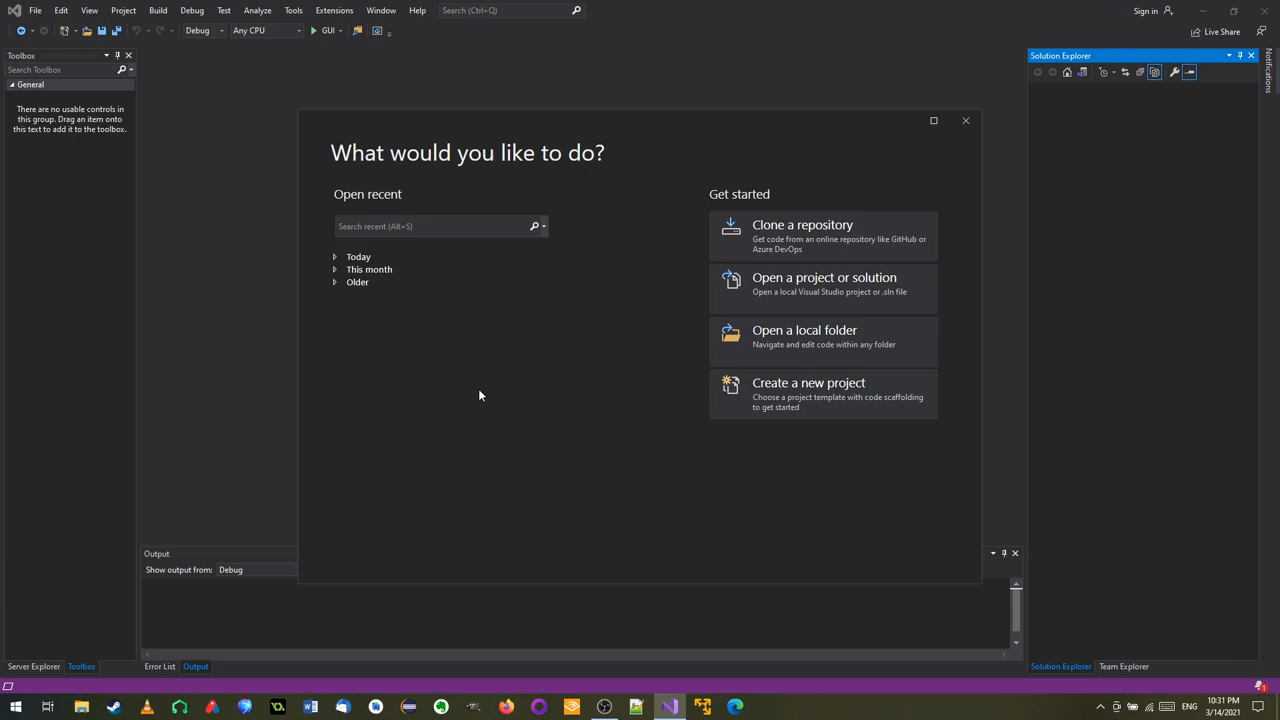 File Edit View Project Build Debug Test Analyze Tools Extensions Window Help Search (Ctrl+Q) Sign in
Debug Any CPU GUI Live Share
Toolbox
Search Toolbox
General
There are no usable controls in
this group. Drag an item onto
this text to add it to the toolbox.
What would you like to do?
Open recent
Search recent (Alt+S)
Today
This month
Older
Get started
Clone a repository
Get code from an online repository like GitHub or
Azure DevOps
Open a project or solution
Open a local Visual Studio project or .sln file
Open a local folder
Navigate and edit code within any folder
Create a new project
Choose a project template with code scaffolding
to get started
Solution Explorer
Notifications
Output
Show output from: Debug
Server Explorer Toolbox
Error List Output
Solution Explorer Team Explorer
1
ENG
10:31 PM
3/14/2021